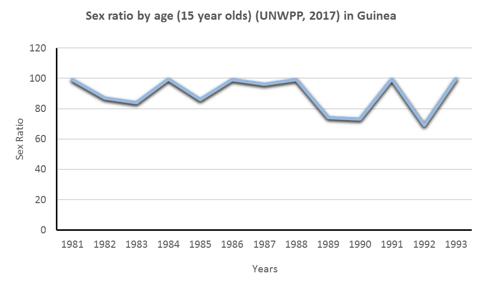 Sex ratio by age (15 year olds) (UNWPP, 2017) in Guinea
120
100
80
60
40
20
0
Sex Ratio
1981 1982 1983 1984 1985 1986 1987 1988 1989 1990 1991 1992 1993
Years